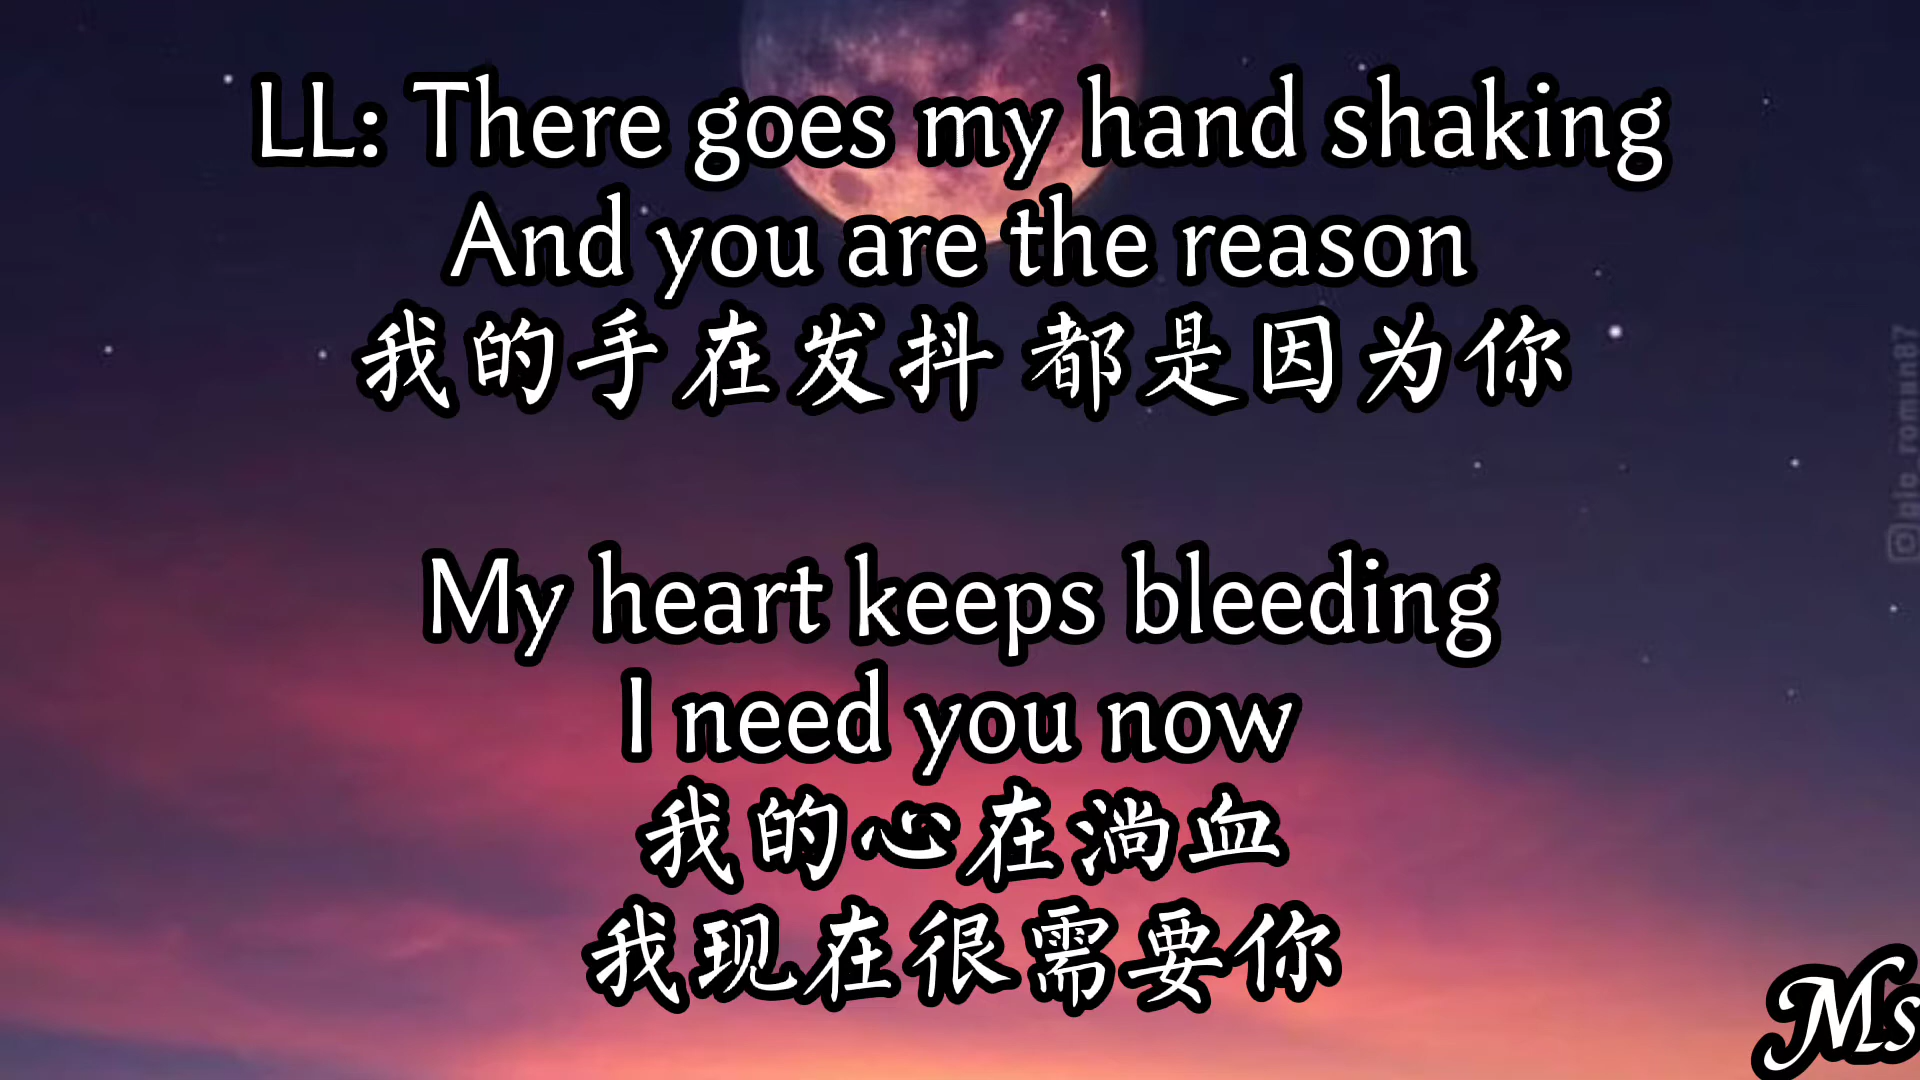 LL: There goes my hand shaking
And you are the reason
我的手在发抖 都是因为你
My heart keeps bleeding
I need you now
我的心在淌血
我现在很需要你
Ms
@gio_roman87